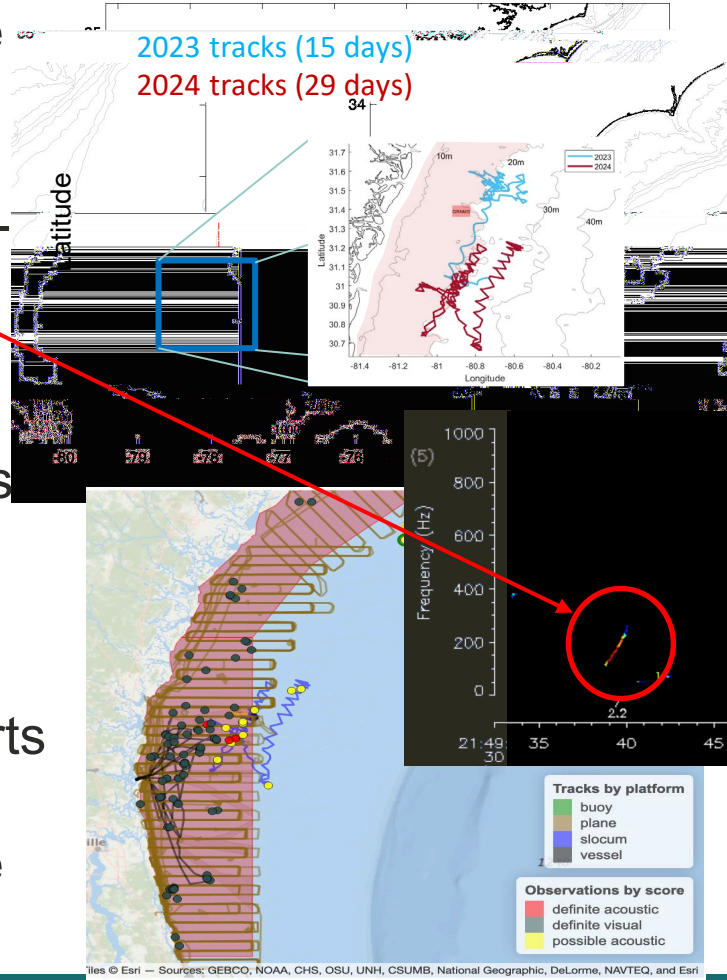 2023 tracks (15 days)
2024 tracks (29 days)
34
atitude
31.7
31.6
31.5
31.4
31.3
31.2
31.1
31
30.9
30.8
30.7
Latitude
10m
20m
30m
40m
2023
2024
-81.4
-81.2
-81
-80.8
-80.6
-80.4
-80.2
Longitude
s
rts
e
(5)
1000
800
600
400
200
0
Frequency (Hz)
2.2
21:49:
30
35
40
45
Tracks by platform
buoy
plane
slocum
vessel
Observations by score
definite acoustic
definite visual
possible acoustic
ille
Tiles © Esri — Sources: GEBCO, NOAA, CHS, OSU, UNH, CSUMB, National Geographic, DeLorme, NAVTEQ, and Esri